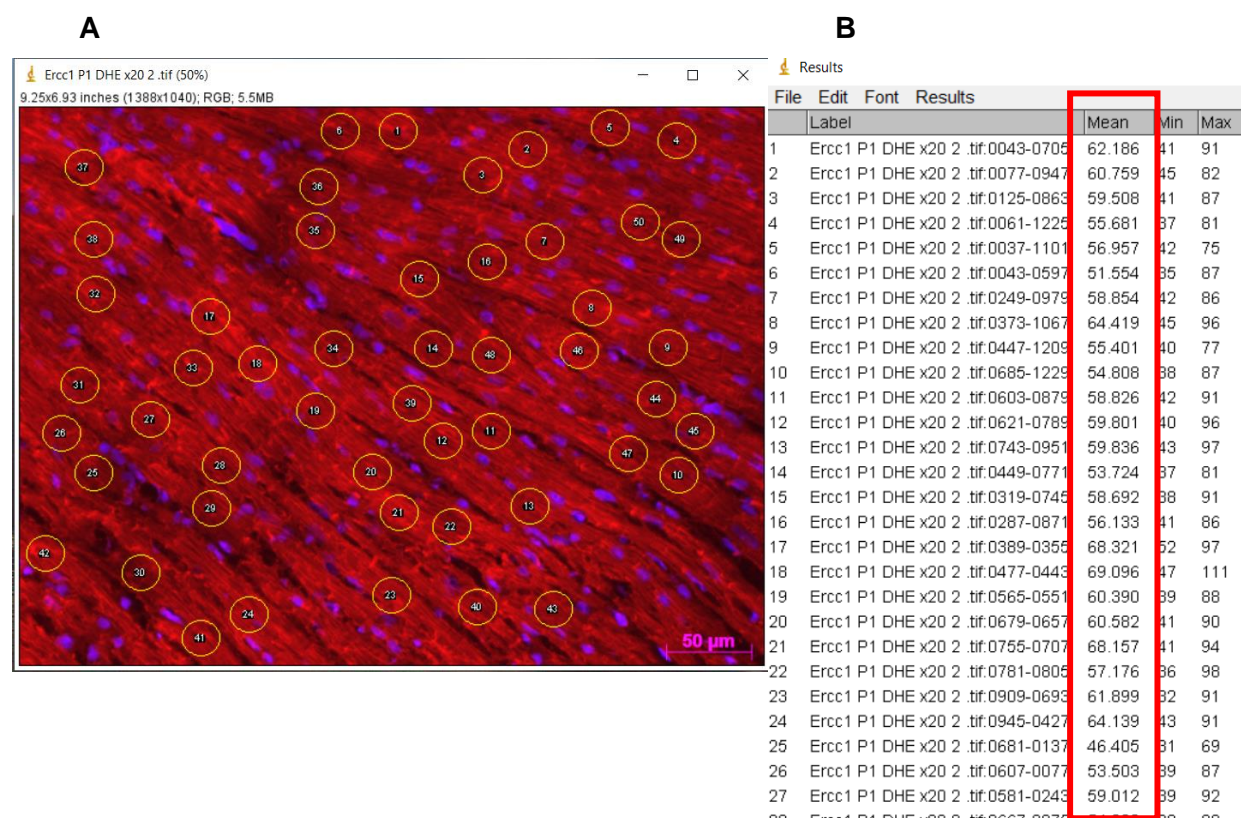 A
B
Ercc1 P1 DHE x20 2 .tif (50%)
9.25x6.93 inches (1388x1040); RGB; 5.5MB
6 1 5 4
2
37 3
36
50
35
38 7 49
16
15
32
8
17
34 14 48 46 9
18
33
31
39 44
19
27
26 12 11 45
47
28 20
25 10
29 21 13
22
42
30
23
24 40 43
41
50 µm
Results
File Edit Font Results
Label Mean Min Max
1 Ercc1 P1 DHE x20 2 .tif:0043-0705 62.186 41 91
2 Ercc1 P1 DHE x20 2 .tif:0077-0947 60.759 45 82
3 Ercc1 P1 DHE x20 2 .tif:0125-0863 59.508 41 87
4 Ercc1 P1 DHE x20 2 .tif:0061-1225 55.681 37 81
5 Ercc1 P1 DHE x20 2 .tif:0037-1101 56.957 42 75
6 Ercc1 P1 DHE x20 2 .tif:0043-0597 51.554 35 87
7 Ercc1 P1 DHE x20 2 .tif:0249-0979 58.854 42 86
8 Ercc1 P1 DHE x20 2 .tif:0373-1067 64.419 45 96
9 Ercc1 P1 DHE x20 2 .tif:0447-1209 55.401 40 77
10 Ercc1 P1 DHE x20 2 .tif:0685-1229 54.808 38 87
11 Ercc1 P1 DHE x20 2 .tif:0603-0879 58.826 42 91
12 Ercc1 P1 DHE x20 2 .tif:0621-0789 59.801 40 96
13 Ercc1 P1 DHE x20 2 .tif:0743-0951 59.836 43 97
14 Ercc1 P1 DHE x20 2 .tif:0449-0771 53.724 37 81
15 Ercc1 P1 DHE x20 2 .tif:0319-0745 58.692 38 91
16 Ercc1 P1 DHE x20 2 .tif:0287-0871 56.133 41 86
17 Ercc1 P1 DHE x20 2 .tif:0389-0355 68.321 52 97
18 Ercc1 P1 DHE x20 2 .tif:0477-0443 69.096 47 111
19 Ercc1 P1 DHE x20 2 .tif:0565-0551 60.390 39 88
20 Ercc1 P1 DHE x20 2 .tif:0679-0657 60.582 41 90
21 Ercc1 P1 DHE x20 2 .tif:0755-0707 68.157 41 94
22 Ercc1 P1 DHE x20 2 .tif:0781-0805 57.176 36 98
23 Ercc1 P1 DHE x20 2 .tif:0909-0693 61.899 32 91
24 Ercc1 P1 DHE x20 2 .tif:0945-0427 64.139 43 91
25 Ercc1 P1 DHE x20 2 .tif:0681-0137 46.405 31 69
26 Ercc1 P1 DHE x20 2 .tif:0607-0077 53.503 39 87
27 Ercc1 P1 DHE x20 2 .tif:0581-0243 59.012 39 92